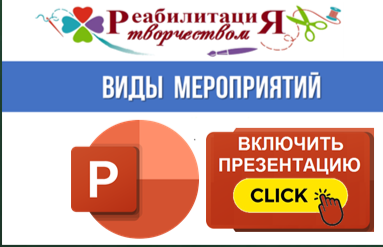 Реабилитация
творчеством
ВИДЫ МЕРОПРИЯТИЙ
P
ВКЛЮЧИТЬ
ПРЕЗЕНТАЦИЮ
CLICK